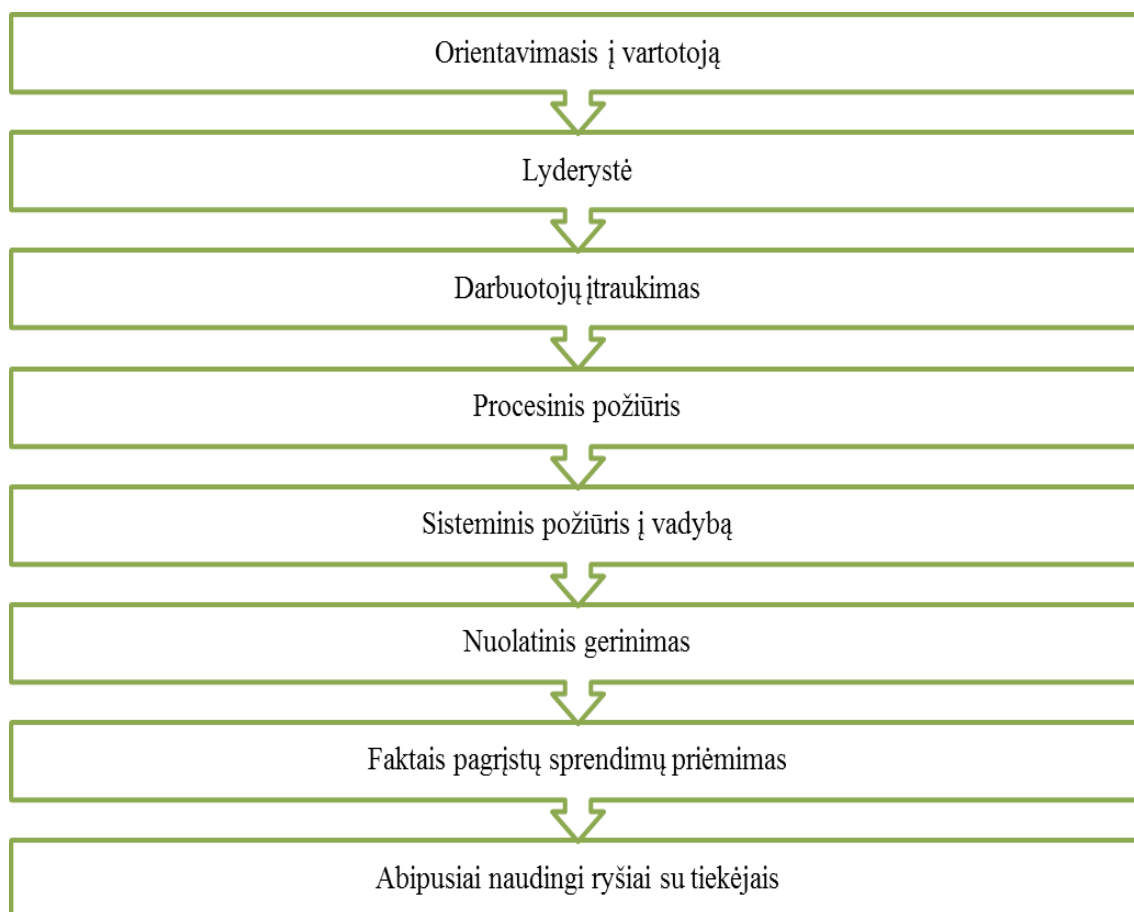 Orientavimasis į vartotoją
Lyderystė
Darbuotojų įtraukimas
Procesinis požiūris
Sisteminis požiūris į vadybą
Nuolatinis gerinimas
Faktais pagrįstų sprendimų priėmimas
Abipusiai naudingi ryšiai su tiekėjais